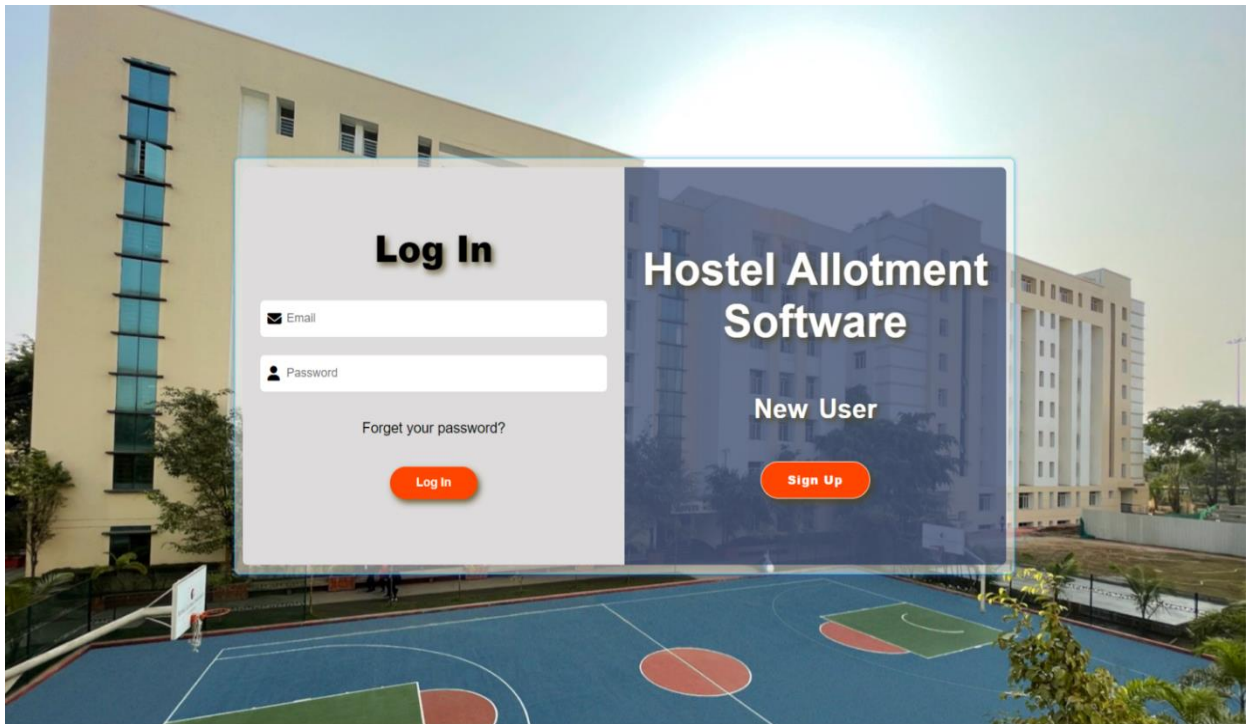 Log In
Email
Password
Forget your password?
Log In
Hostel Allotment
Software
New User
Sign Up